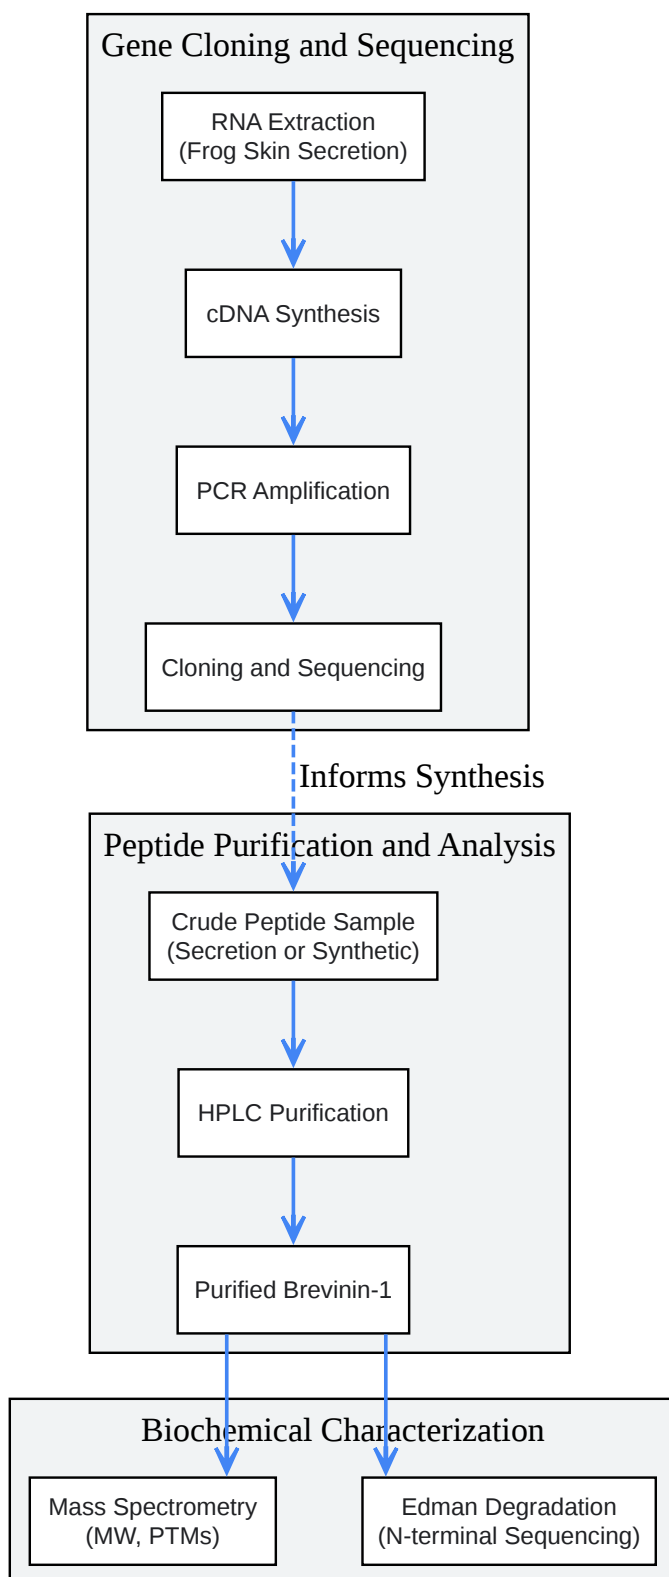 Gene Cloning and Sequencing
RNA Extraction
(Frog Skin Secretion)
cDNA Synthesis
PCR Amplification
Cloning and Sequencing
Informs Synthesis
Peptide Purification and Analysis
Crude Peptide Sample
(Secretion or Synthetic)
HPLC Purification
Purified Brevinin-1
Biochemical Characterization
Mass Spectrometry
(MW, PTMs)
Edman Degradation
(N-terminal Sequencing)